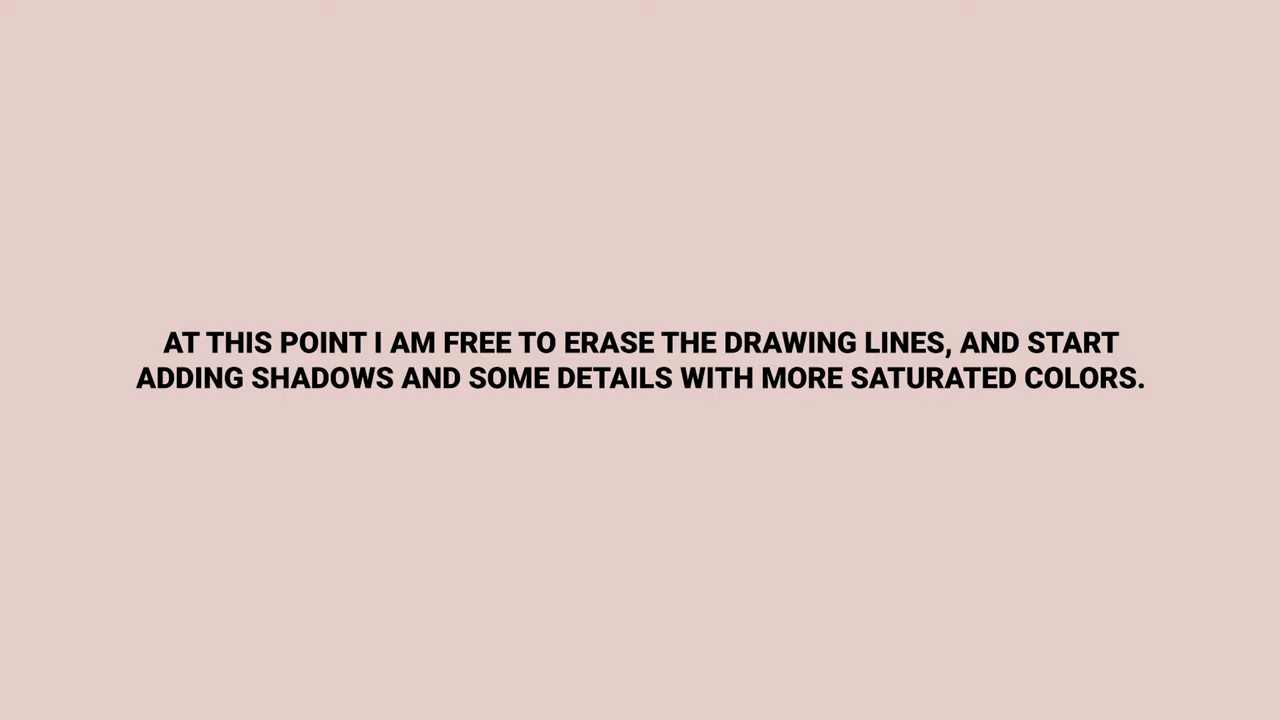 AT THIS POINT I AM FREE TO ERASE THE DRAWING LINES, AND START
ADDING SHADOWS AND SOME DETAILS WITH MORE SATURATED COLORS.